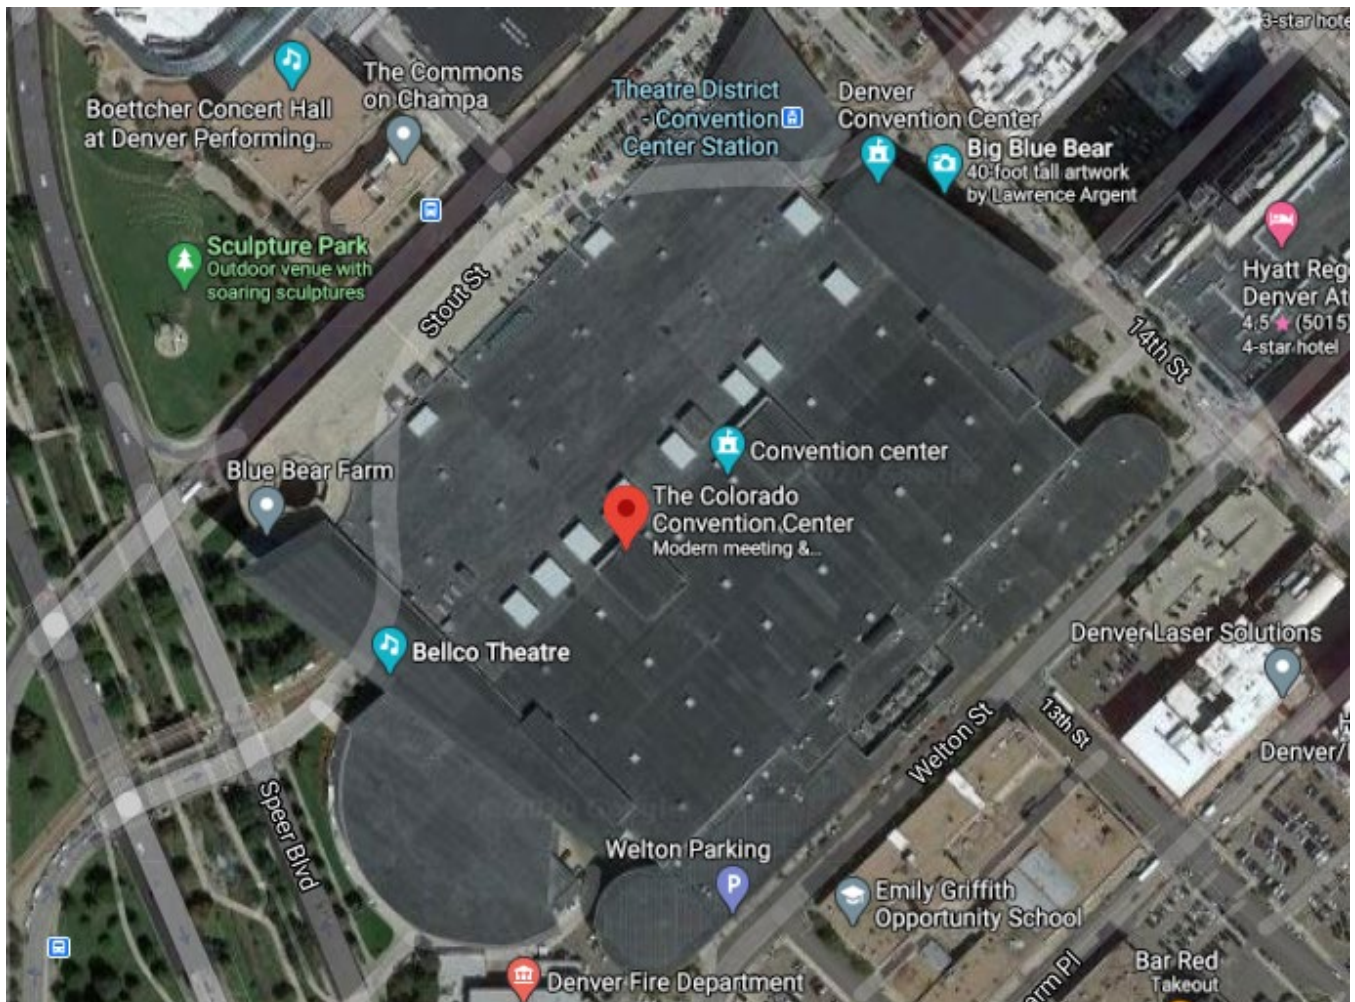 3-star hote
The Commons
on Champa
Boettcher Concert Hall
at Denver Performing...
Theatre District
- Convention
Center Station
Denver
Convention Center
Big Blue Bear
40-foot tall artwork
by Lawrence Argent
Sculpture Park
Outdoor venue with
soaring sculptures
Hyatt Reg
Denver At
4.5 ★ (5015)
4-star hotel
Stout St
14th St
Blue Bear Farm
Convention center
The Colorado
Convention Center
Modern meeting &...
Bellco Theatre
Denver Laser Solutions
13th St
Welton St
Denver/
Speer Blvd
Welton Parking
P
Emily Griffith
Opportunity School
Bar Red
Takeout
Denver Fire Department
erm Pl